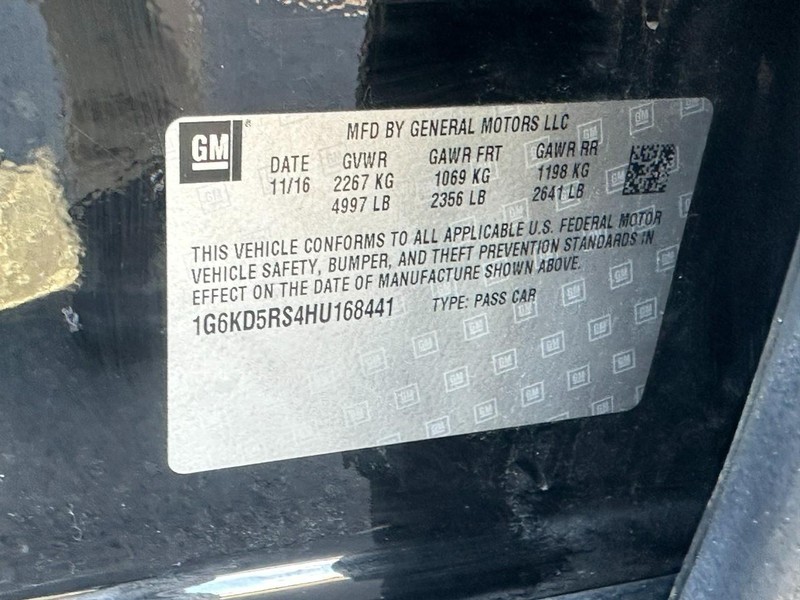 MFD BY GENERAL MOTORS LLC
GM
DATE GVWR GAWR FRT GAWR RR
11/16 2267 KG 1069 KG 1198 KG
4997 LB 2356 LB 2641 LB
THIS VEHICLE CONFORMS TO ALL APPLICABLE U.S. FEDERAL MOTOR
VEHICLE SAFETY, BUMPER, AND THEFT PREVENTION STANDARDS IN
EFFECT ON THE DATE OF MANUFACTURE SHOWN ABOVE.
1G6KD5RS4HU168441 TYPE: PASS CAR